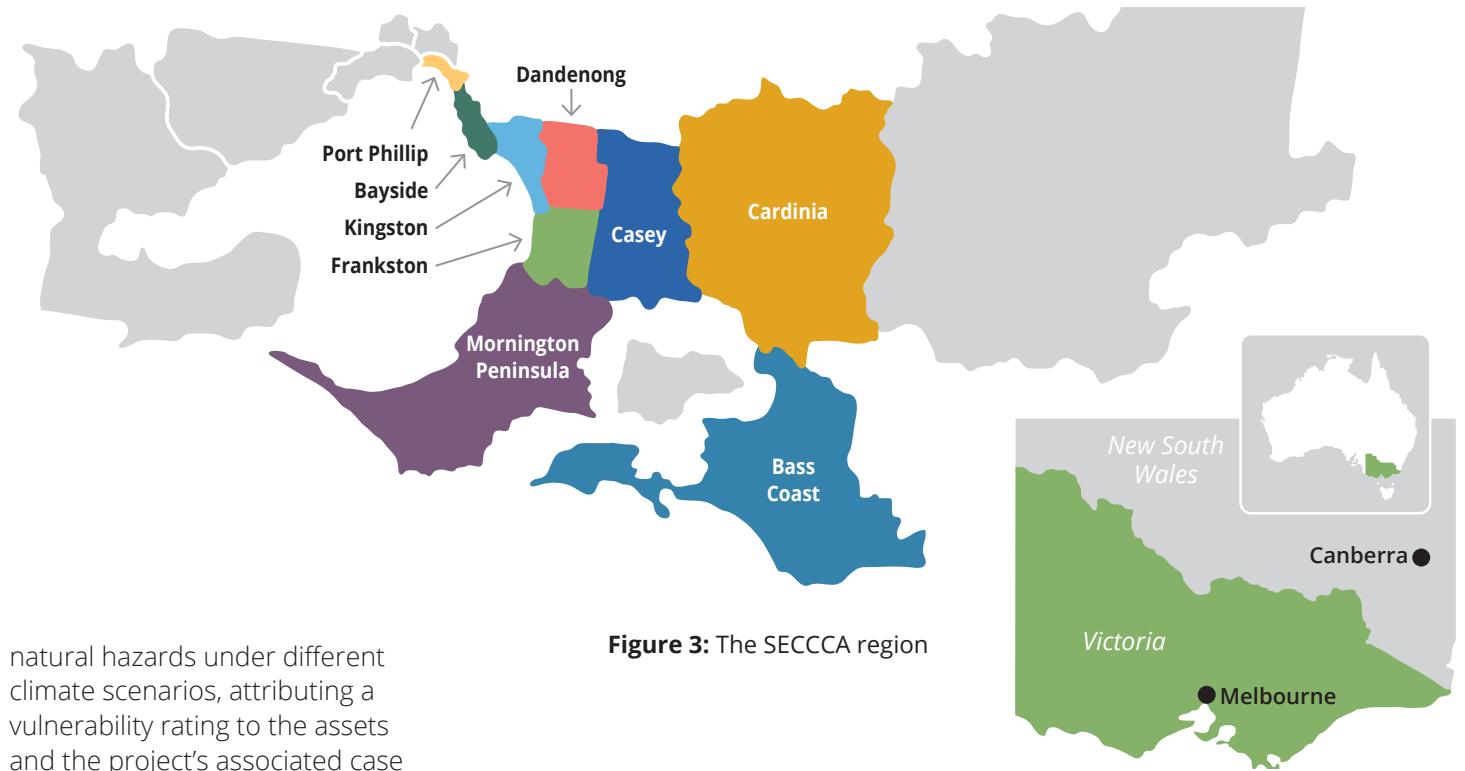 Dandenong
Port Phillip
Bayside
Kingston
Frankston
Casey
Cardinia
Mornington
Peninsula
Bass
Coast
New South
Wales
Canberra
Victoria
Melbourne
Figure 3: The SECCCA region
natural hazards under different
climate scenarios, attributing a
vulnerability rating to the assets
and the project’s associated case